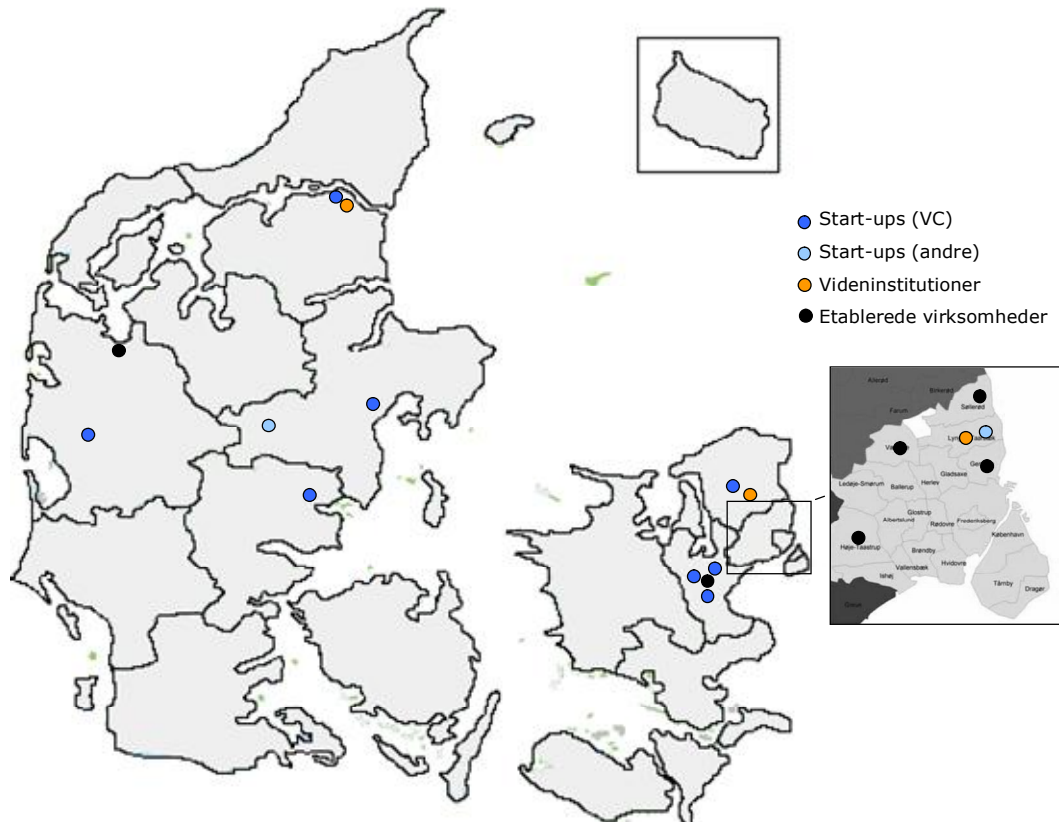 Start-ups (VC)
Start-ups (andre)
Videninstitutioner
Etablerede virksomheder
Allerød
Birkerød
Farum
Søllerød
Gladsaxe
Ledøje-Smørum
Ballerup
Herlev
Glostrup
Albertslund
Rødovre
Frederiksberg
København
Høje-Taastrup
Brøndby
Hvidovre
Vallensbæk
Ishøj
Tårnby
Dragør
Greve